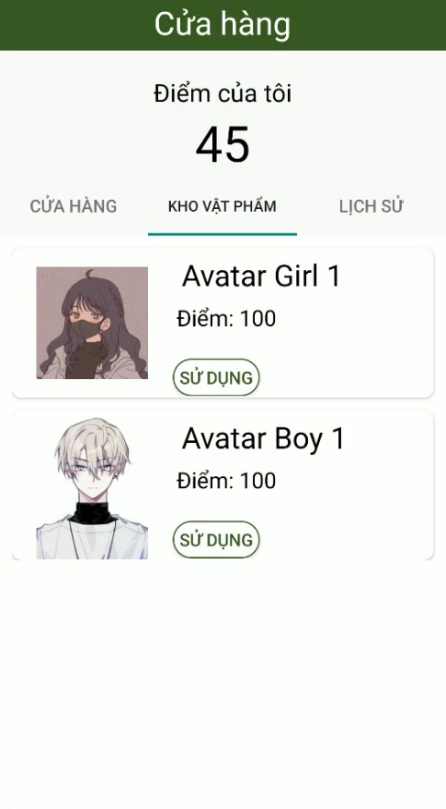 Cửa hàng
Điểm của tôi
45
CỬA HÀNG
KHO VẬT PHẨM
LỊCH SỬ
Avatar Girl 1
Điểm: 100
SỬ DỤNG
Avatar Boy 1
Điểm: 100
SỬ DỤNG